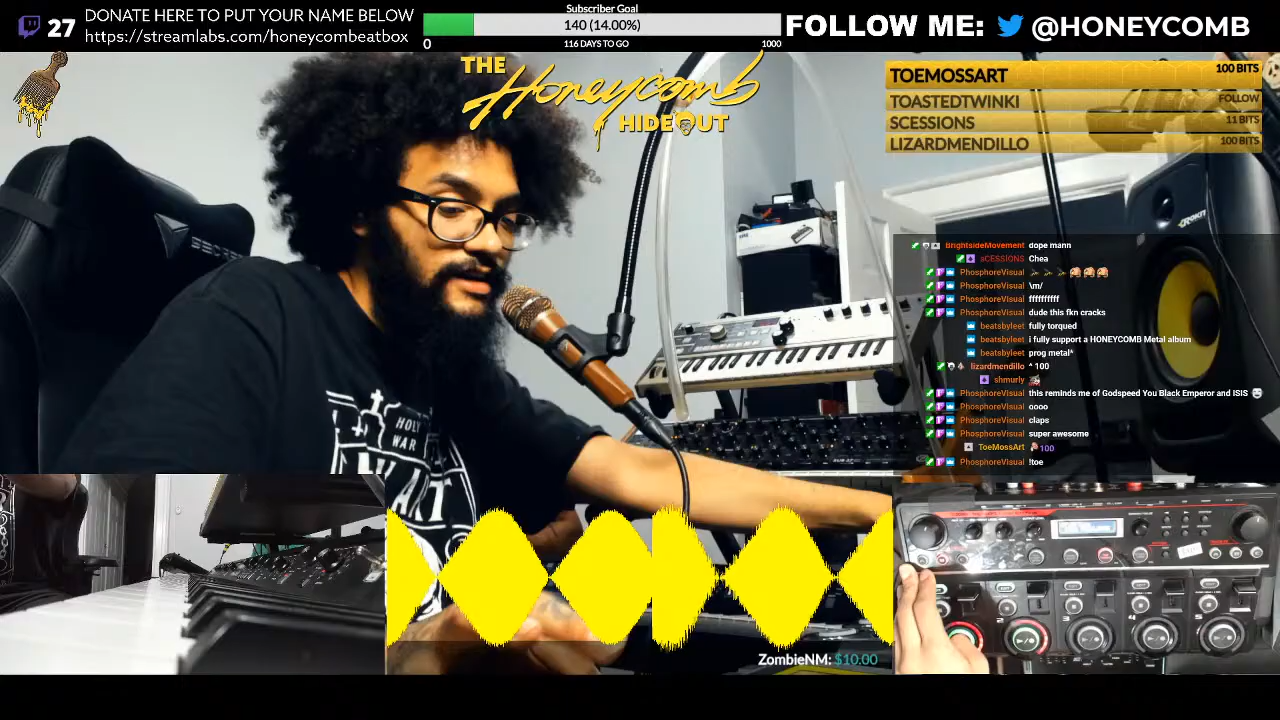 27
DONATE HERE TO PUT YOUR NAME BELOW
https://streamlabs.com/honeycombeatbox
Subscriber Goal
140 (14.00%)
0
116 DAYS TO GO
1000
FOLLOW ME: @HONEYCOMB
THE
Honeycomb
HIDEOUT
TOEMOSSART 100 BITS
TOASTEDTWINKI FOLLOW
SCESSIONS 11 BITS
LIZARDMENDILLO 100 BITS
ROKIT
BrightsideMovement dope mann
sCESSIONS Chea
PhosphoreVisual
PhosphoreVisual \m/
PhosphoreVisual ffffffffff
PhosphoreVisual dude this fkn cracks
beatsbyleet fully torqued
beatsbyleet i fully support a HONEYCOMB Metal album
beatsbyleet prog metal*
lizardmendillo ^ 100
shmurly
PhosphoreVisual this reminds me of Godspeed You Black Emperor and ISIS
PhosphoreVisual oooo
PhosphoreVisual claps
PhosphoreVisual super awesome
ToeMossArt 100
PhosphoreVisual !toe
HOLY
WAR
ZombieNM: $10.00